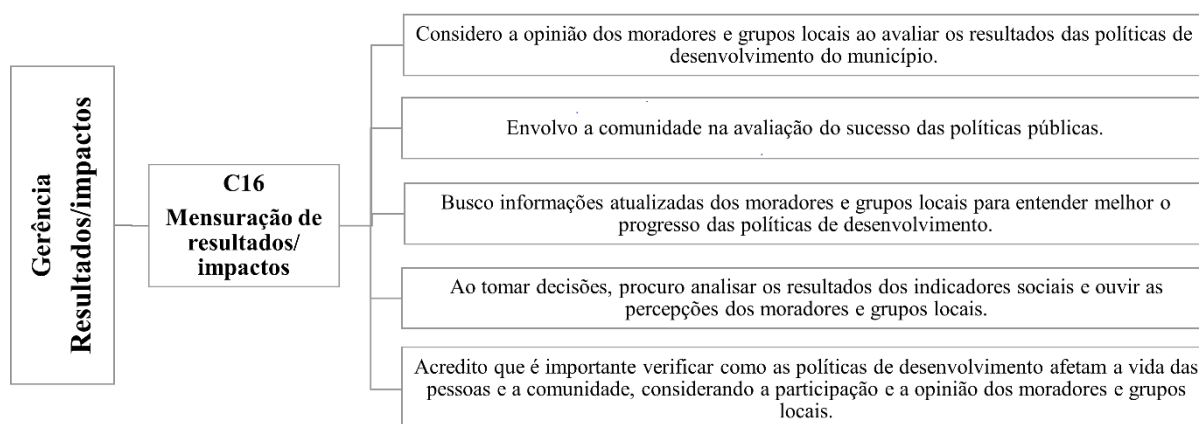 Gerência
Resultados/impactos
C16
Mensuração de
resultados/
impactos
Considero a opinião dos moradores e grupos locais ao avaliar os resultados das políticas de
desenvolvimento do município.
Envolvo a comunidade na avaliação do sucesso das políticas públicas.
Busco informações atualizadas dos moradores e grupos locais para entender melhor o
progresso das políticas de desenvolvimento.
Ao tomar decisões, procuro analisar os resultados dos indicadores sociais e ouvir as
percepções dos moradores e grupos locais.
Acredito que é importante verificar como as políticas de desenvolvimento afetam a vida das
pessoas e a comunidade, considerando a participação e a opinião dos moradores e grupos
locais.